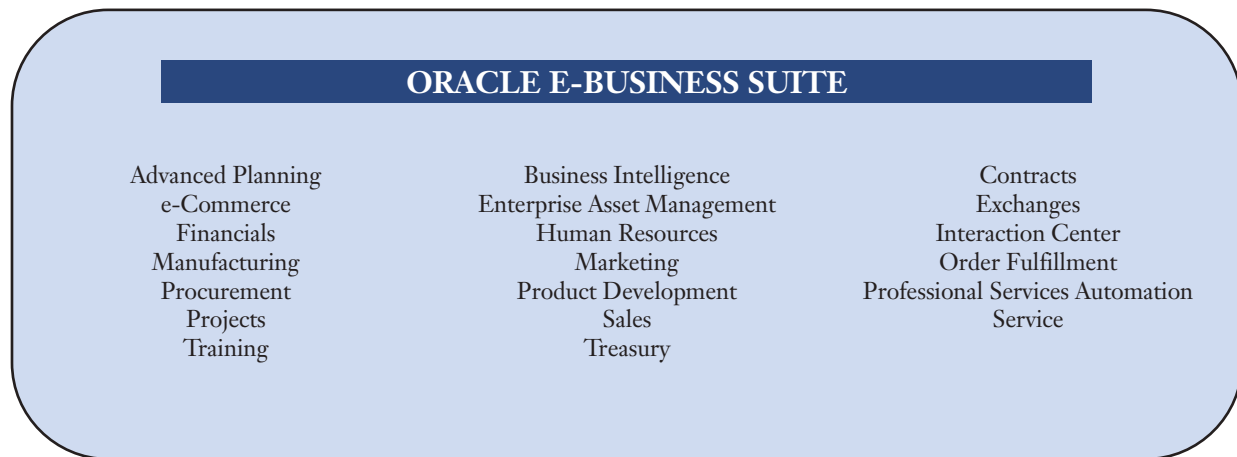 ORACLE E-BUSINESS SUITE
Advanced Planning
e-Commerce
Financials
Manufacturing
Procurement
Projects
Training
Business Intelligence
Enterprise Asset Management
Human Resources
Marketing
Product Development
Sales
Treasury
Contracts
Exchanges
Interaction Center
Order Fulfillment
Professional Services Automation
Service